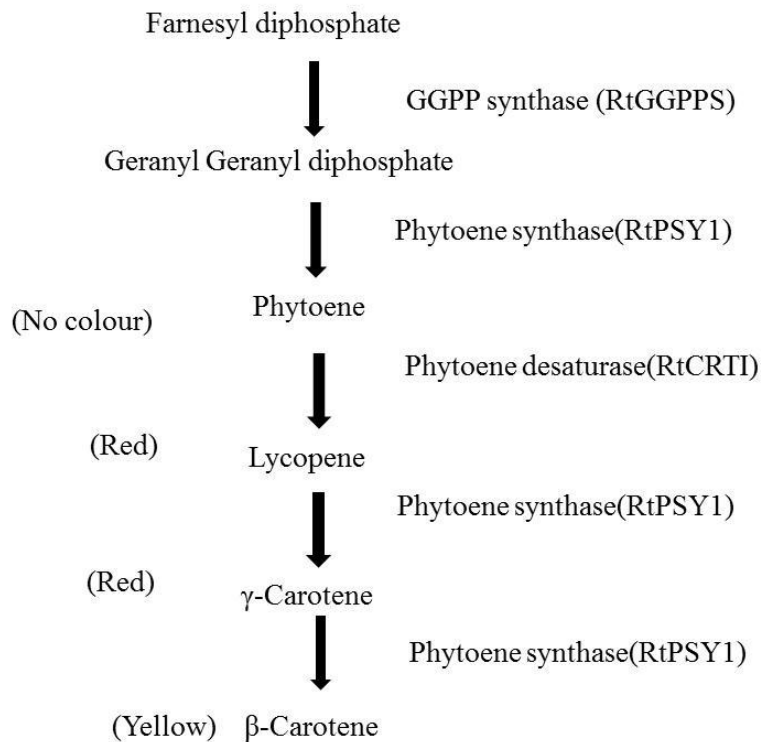 Farnesyl diphosphate
GGPP synthase (RtGGPPS)
Geranyl Geranyl diphosphate
Phytoene synthase(RtPSY1)
(No colour) Phytoene
Phytoene desaturase(RtCRTI)
(Red) Lycopene
Phytoene synthase(RtPSY1)
(Red) γ-Carotene
Phytoene synthase(RtPSY1)
(Yellow) β-Carotene